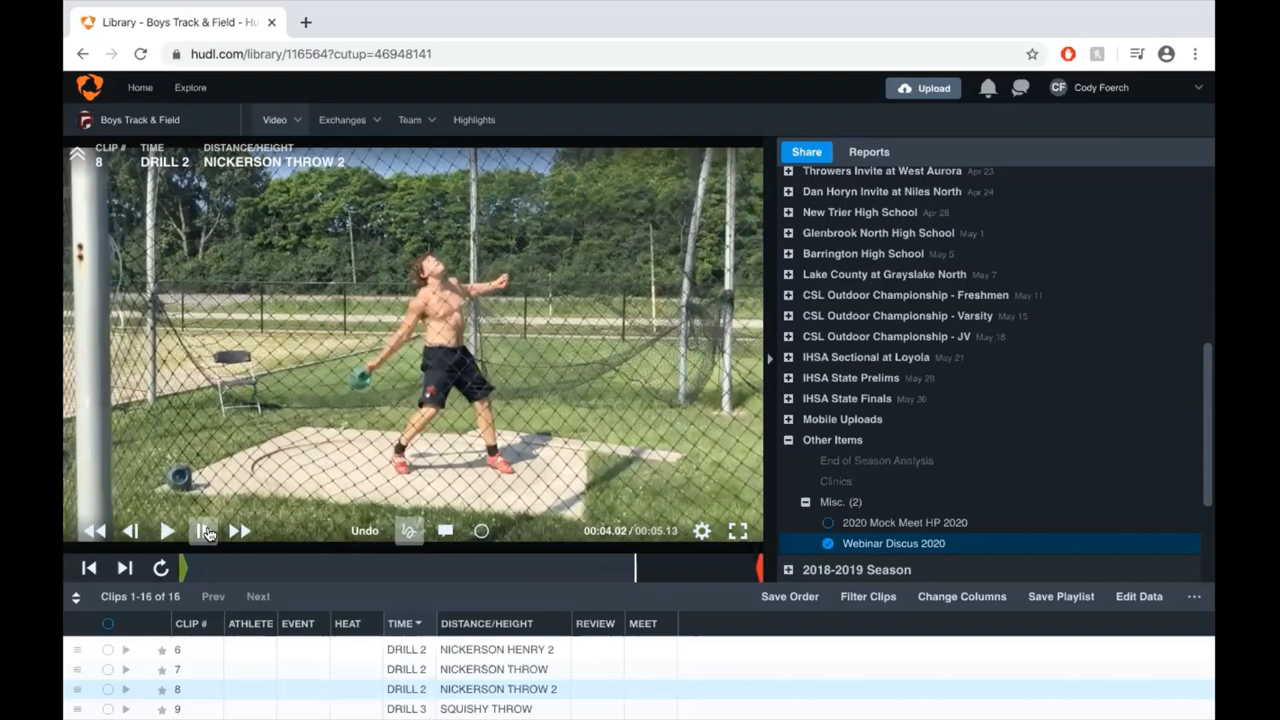 Library - Boys Track & Field - Hu
hudl.com/library/116564?cutup=46948141
Home
Explore
Upload
CF
Cody Foerch
Boys Track & Field
Video
Exchanges
Team
Highlights
CLIP #
TIME
DISTANCE/HEIGHT
8
DRILL 2
NICKERSON THROW 2
Share
Reports
Throwers Invite at West Aurora Apr 23
Dan Horyn Invite at Niles North Apr 24
New Trier High School Apr 28
Glenbrook North High School May 1
Barrington High School May 5
Lake County at Grayslake North May 7
CSL Outdoor Championship - Freshmen May 11
CSL Outdoor Championship - Varsity May 15
CSL Outdoor Championship - JV May 18
IHSA Sectional at Loyola May 21
IHSA State Prelims May 29
IHSA State Finals May 30
Mobile Uploads
Other Items
End of Season Analysis
Clinics
Misc. (2)
2020 Mock Meet HP 2020
Webinar Discus 2020
2018-2019 Season
Undo
00:04.02 / 00:05.13
Clips 1-16 of 16
Prev
Next
Save Order
Filter Clips
Change Columns
Save Playlist
Edit Data
CLIP # ATHLETE EVENT HEAT TIME DISTANCE/HEIGHT REVIEW MEET
6 DRILL 2 NICKERSON HENRY 2
7 DRILL 2 NICKERSON THROW
8 DRILL 2 NICKERSON THROW 2
9 DRILL 3 SQUISHY THROW